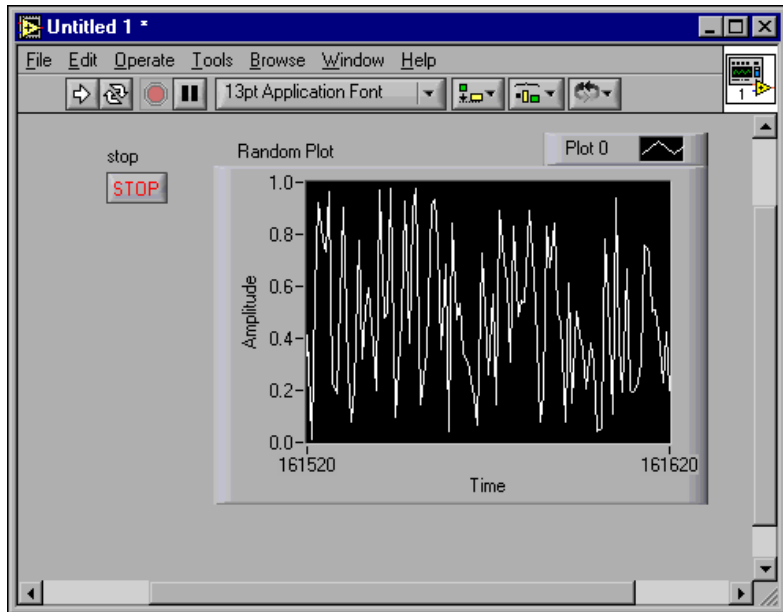 Untitled 1 *
File Edit Operate Tools Browse Window Help
13pt Application Font
1
stop
STOP
Random Plot
Plot 0
1.0
0.8
0.6
0.4
0.2
0.0
Amplitude
161520 161620
Time